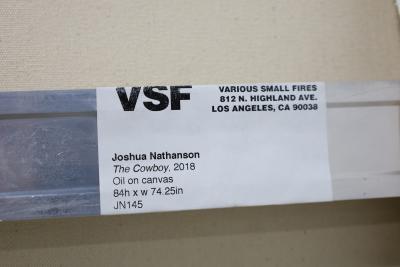 VSF
VARIOUS SMALL FIRES
812 N. HIGHLAND AVE.
LOS ANGELES, CA 90038
Joshua Nathanson
The Cowboy, 2018
Oil on canvas
84h x w 74.25in
JN145